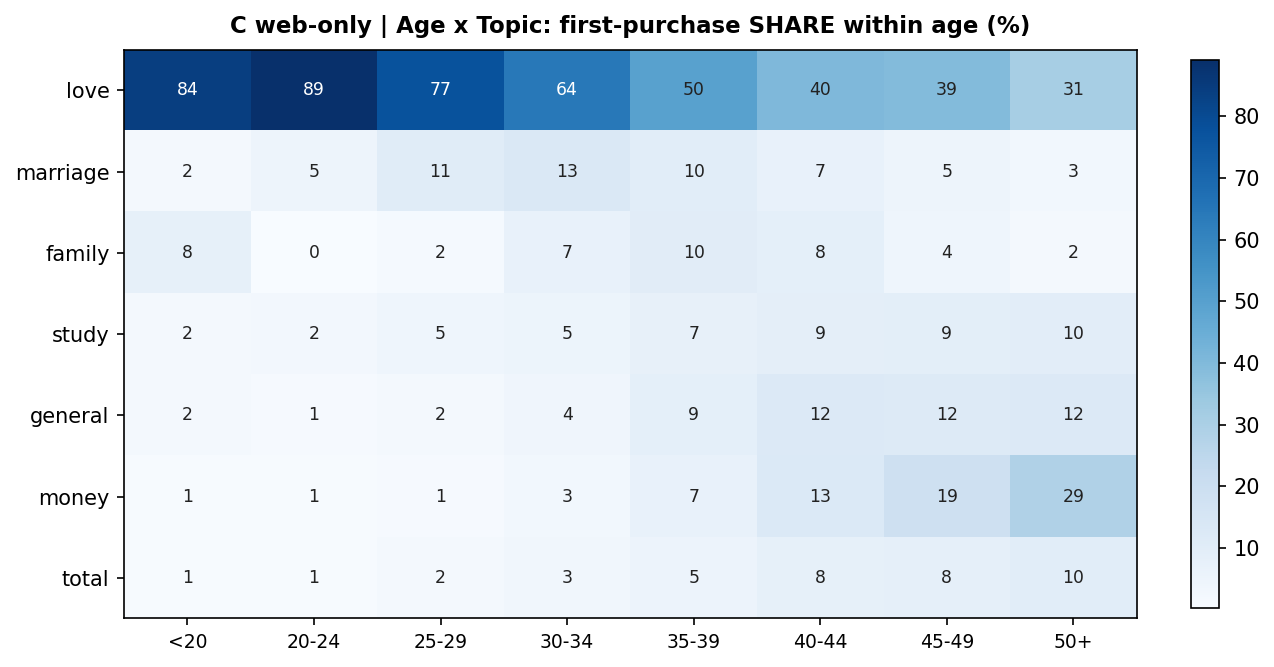 C web-only | Age x Topic: first-purchase SHARE within age (%)
love 84 89 77 64 50 40 39 31
marriage 2 5 11 13 10 7 5 3
family 8 0 2 7 10 8 4 2
study 2 2 5 5 7 9 9 10
general 2 1 2 4 9 12 12 12
money 1 1 1 3 7 13 19 29
total 1 1 2 3 5 8 8 10
<20 20-24 25-29 30-34 35-39 40-44 45-49 50+
80
70
60
50
40
30
20
10